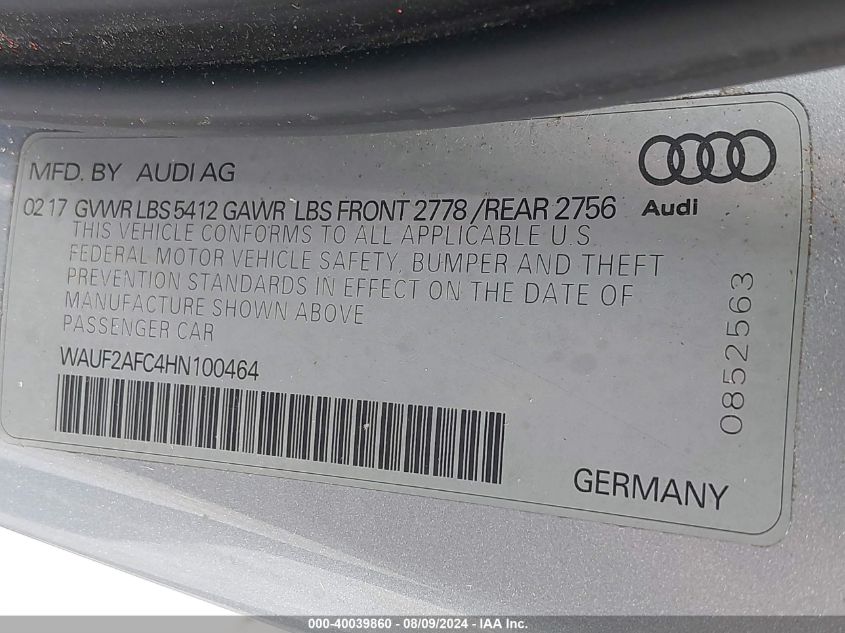 MFD. BY AUDI AG
02 17 GVWR LBS 5412 GAWR LBS FRONT 2778 /REAR 2756
Audi
THIS VEHICLE CONFORMS TO ALL APPLICABLE U.S
FEDERAL MOTOR VEHICLE SAFETY, BUMPER AND THEFT
PREVENTION STANDARDS IN EFFECT ON THE DATE OF
MANUFACTURE SHOWN ABOVE
PASSENGER CAR
WAUF2AFC4HN100464
0852563
GERMANY
000-40039860 - 08/09/2024 - IAA Inc.